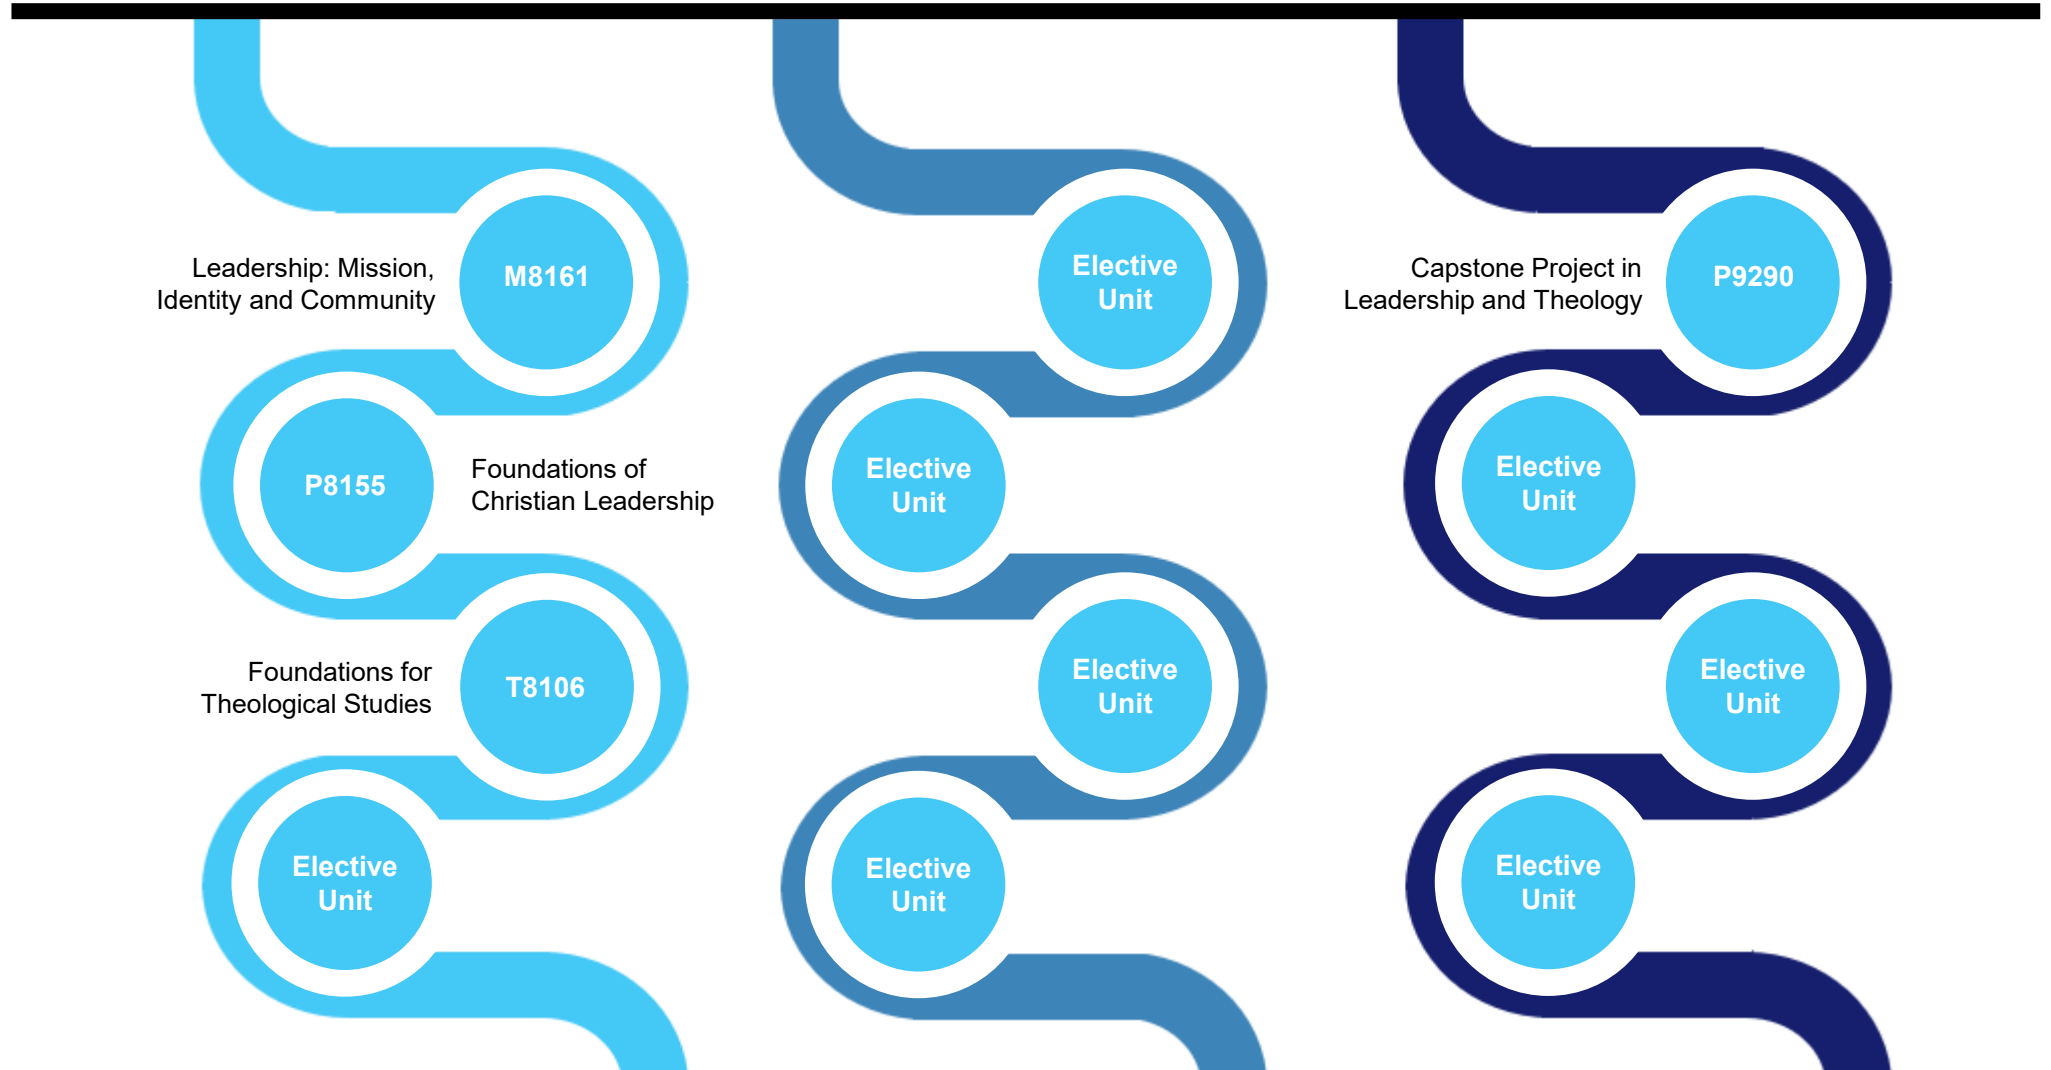 Leadership: Mission,
Identity and Community
M8161
P8155
Foundations of
Christian Leadership
Foundations for
Theological Studies
T8106
Elective
Unit
Elective
Unit
Elective
Unit
Elective
Unit
Elective
Unit
Capstone Project in
Leadership and Theology
P9290
Elective
Unit
Elective
Unit
Elective
Unit